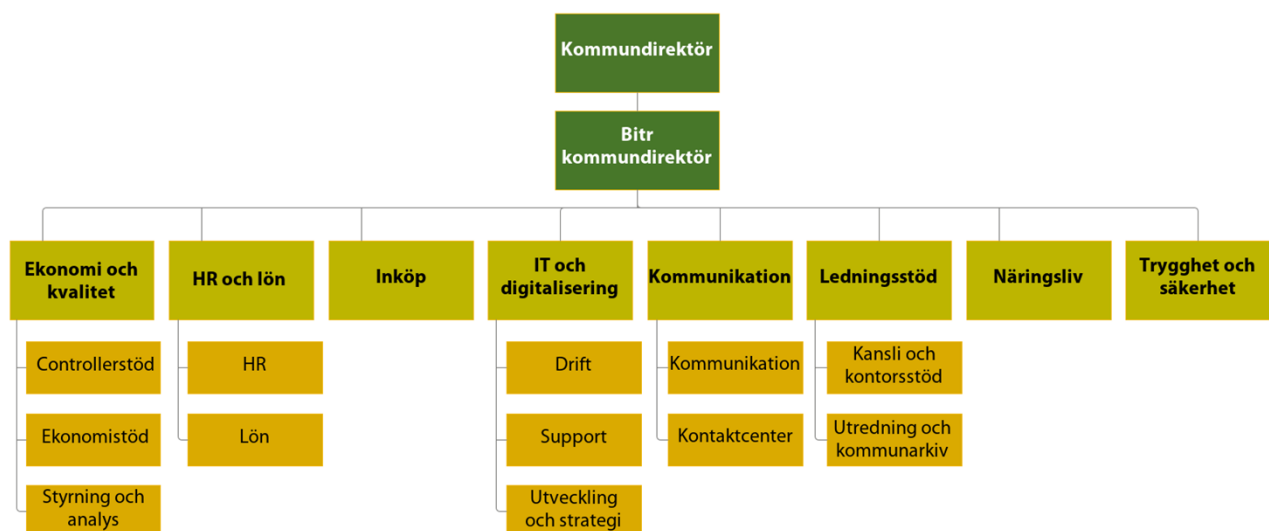 Kommundirektör
Bitr
kommundirektör
Ekonomi och
kvalitet
HR och lön
Inköp
IT och
digitalisering
Kommunikation
Ledningsstöd
Näringsliv
Trygghet och
säkerhet
Controllerstöd
HR
Drift
Kommunikation
Kansli och
kontorsstöd
Ekonomistöd
Lön
Support
Kontaktcenter
Utredning och
kommunarkiv
Styrning och
analys
Utveckling
och strategi